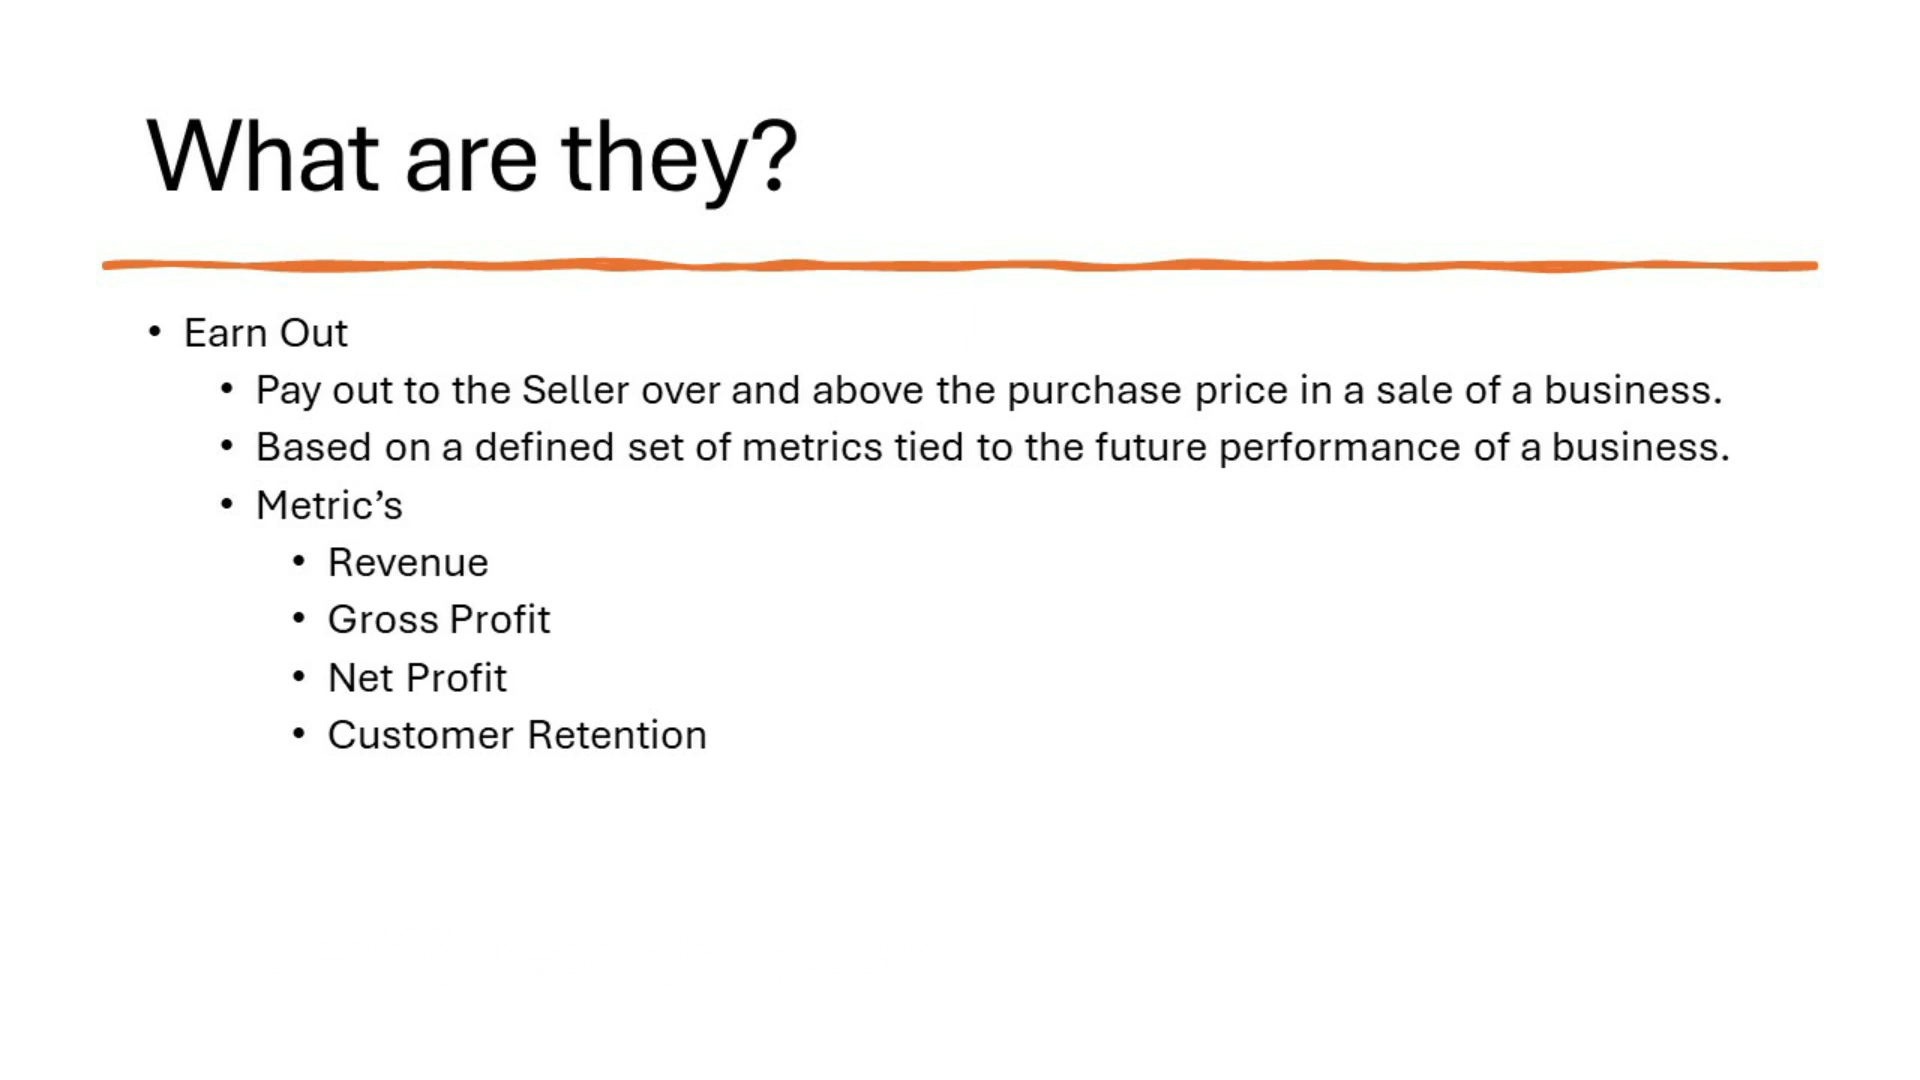 What are they?
• Earn Out
• Pay out to the Seller over and above the purchase price in a sale of a business.
• Based on a defined set of metrics tied to the future performance of a business.
• Metric’s
• Revenue
• Gross Profit
• Net Profit
• Customer Retention